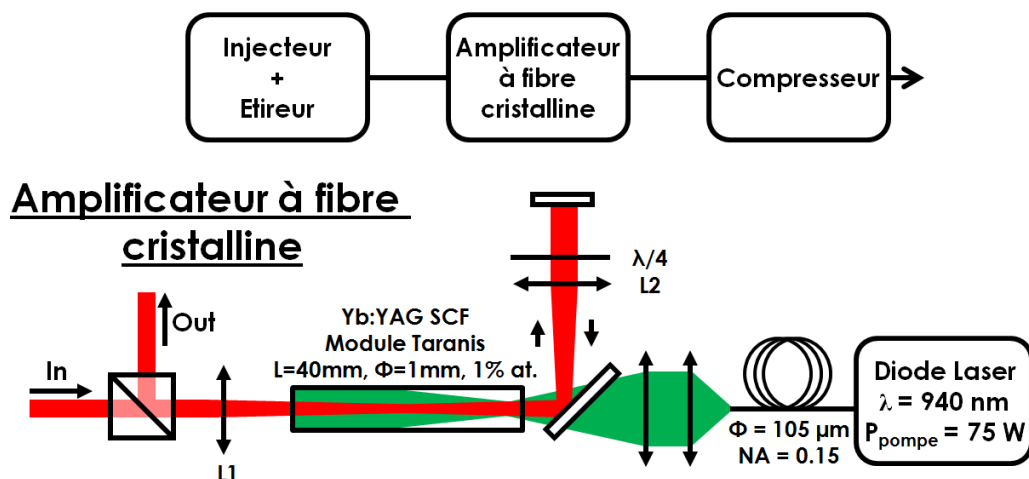 Injecteur
+
Etireur
Amplificateur
à fibre
cristalline
Compresseur
Amplificateur à fibre
cristalline
λ/4
L2
Out
Yb:YAG SCF
Module Taranis
L=40mm, Φ=1mm, 1% at.
In
L1
Φ = 105 µm
NA = 0.15
Diode Laser
λ = 940 nm
Ppompe = 75 W